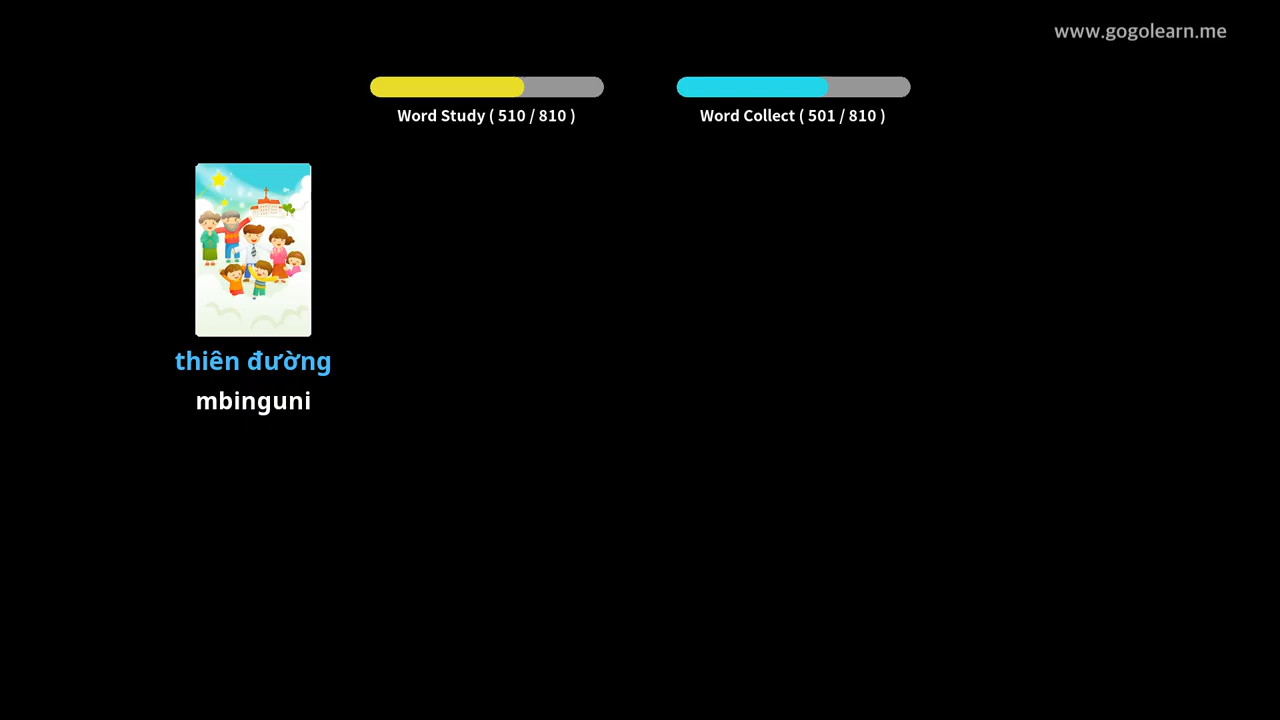 www.gogolearn.me
Word Study ( 510 / 810 )
Word Collect ( 501 / 810 )
thiên đường
mbinguni